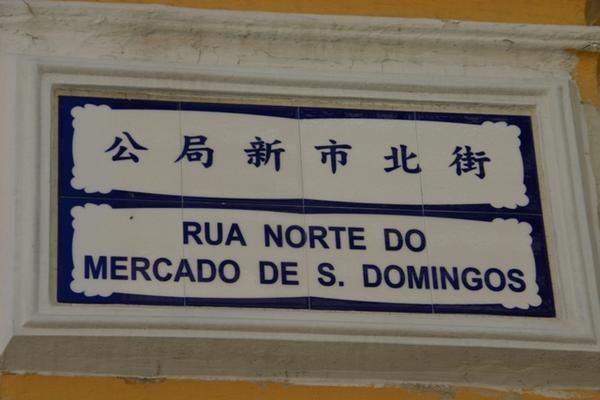 公局新市北街
RUA NORTE DO
MERCADO DE S. DOMINGOS